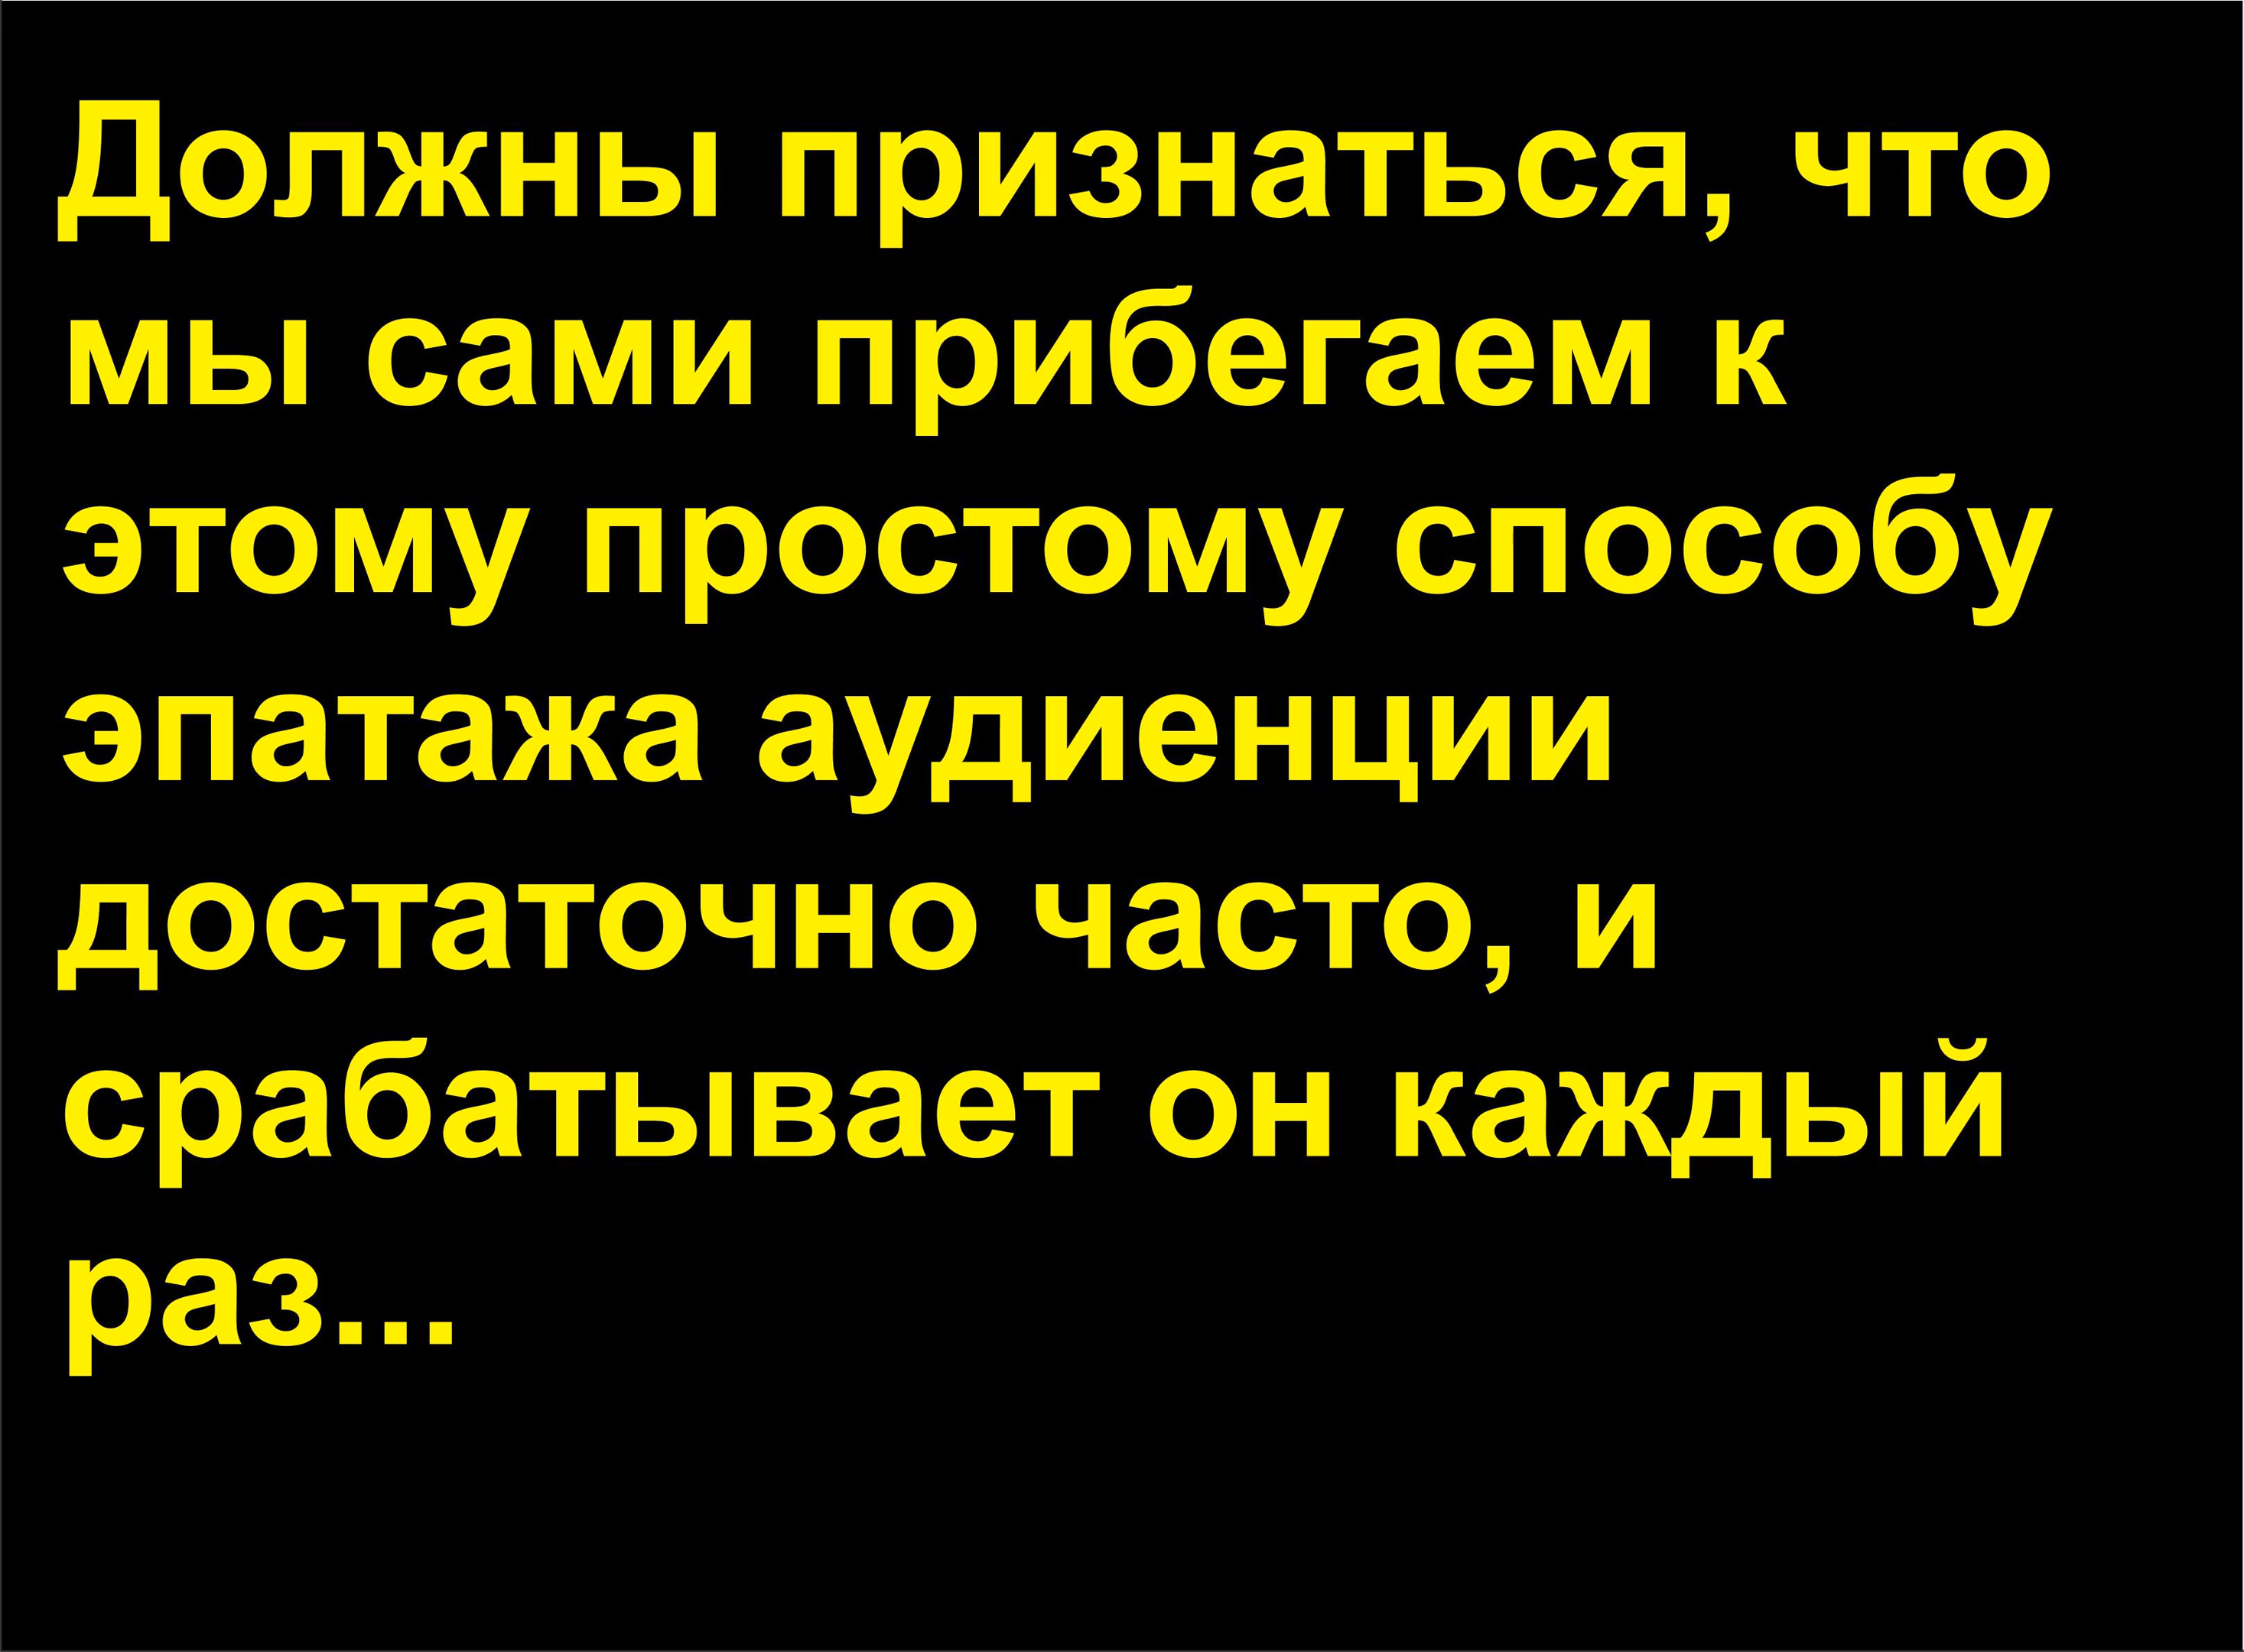 Должны признаться, что
мы сами прибегаем к
этому простому способу
эпатажа аудиенции
достаточно часто, и
срабатывает он каждый
раз...